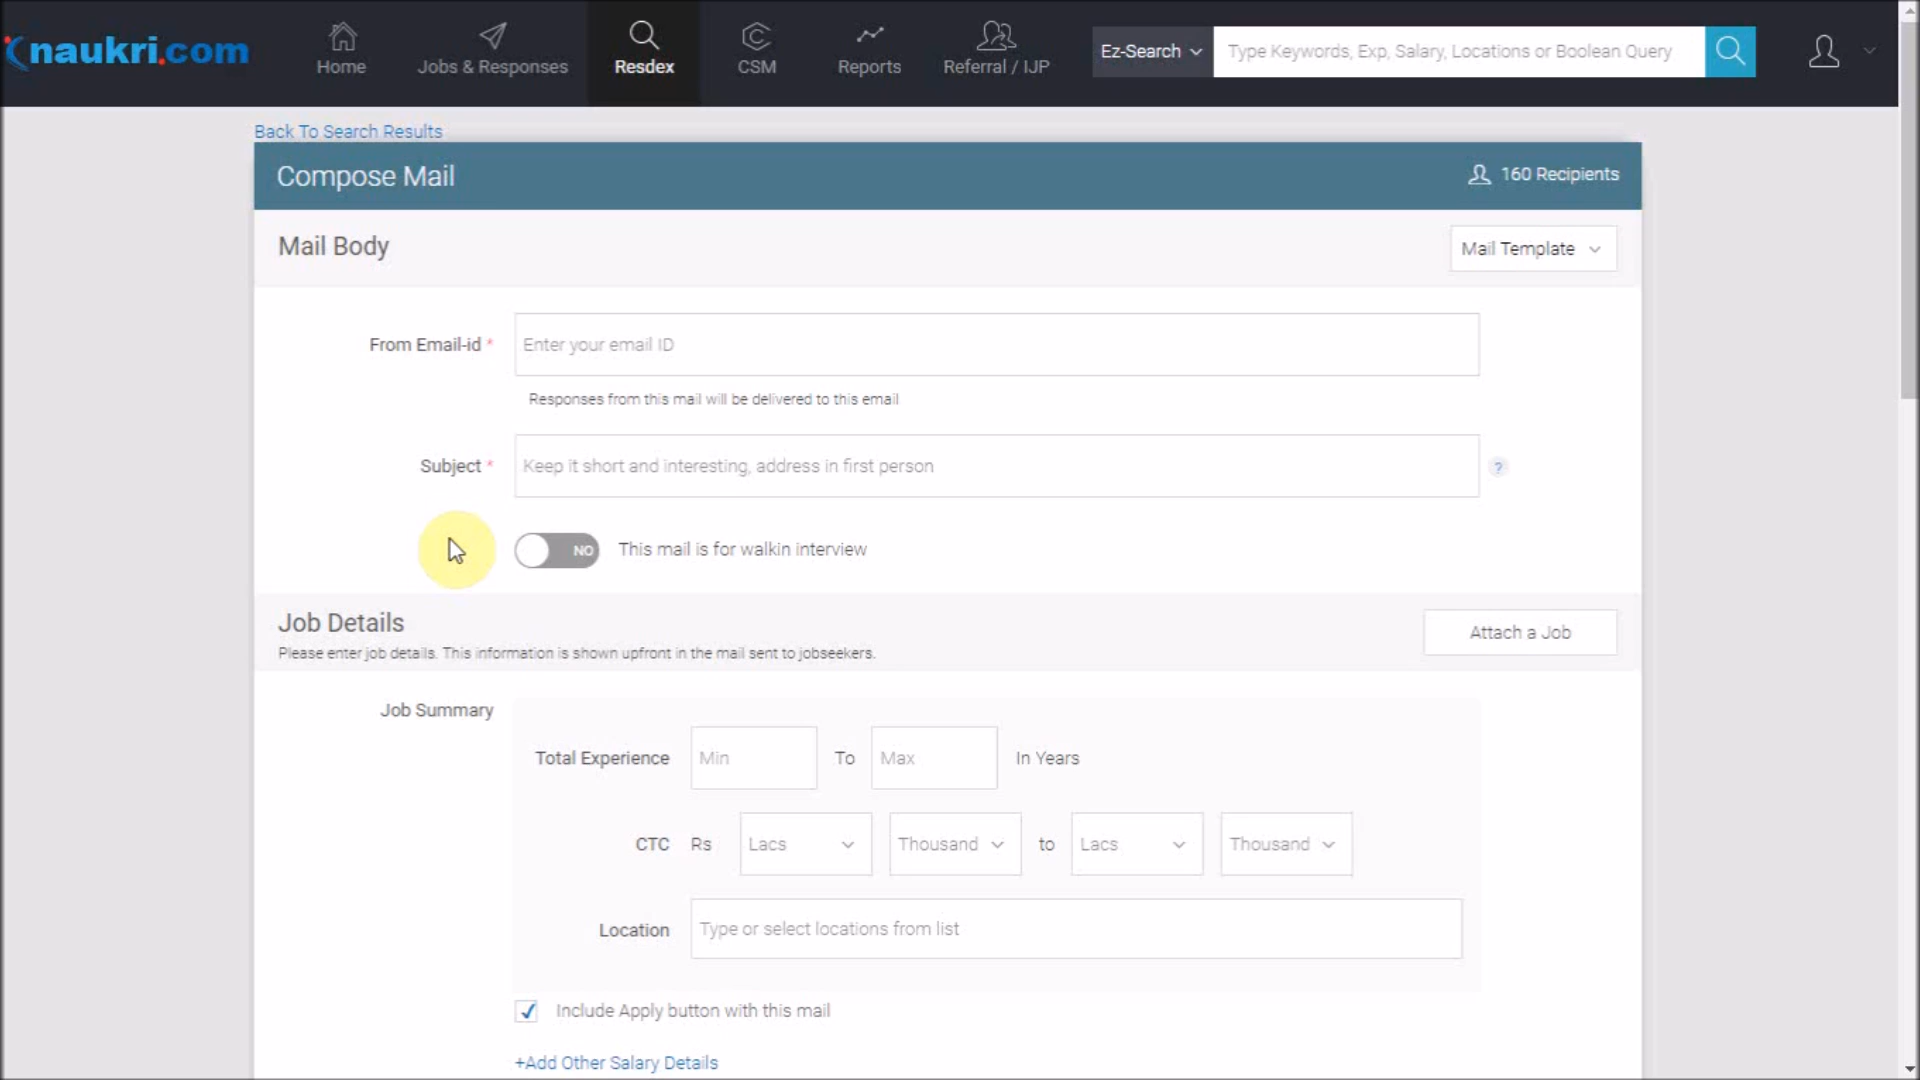 naukri.com
Home
Jobs & Responses
Resdex
CSM
Reports
Referral / IJP
Ez-Search
Type Keywords, Exp, Salary, Locations or Boolean Query
Back To Search Results
Compose Mail
160 Recipients
Mail Body
Mail Template
From Email-id *
Enter your email ID
Responses from this mail will be delivered to this email
Subject *
Keep it short and interesting, address in first person
?
NO
This mail is for walkin interview
Job Details
Please enter job details. This information is shown upfront in the mail sent to jobseekers.
Attach a Job
Job Summary
Total Experience Min To Max In Years
CTC Rs Lacs Thousand to Lacs Thousand
Location Type or select locations from list
Include Apply button with this mail
+Add Other Salary Details